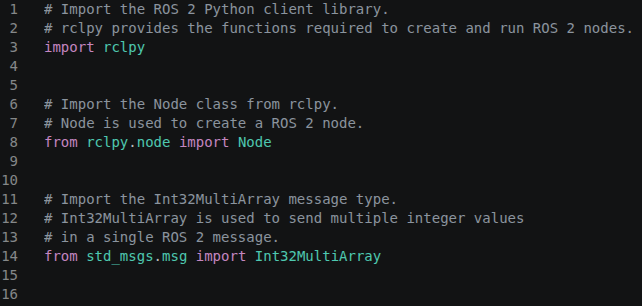 1 # Import the ROS 2 Python client library.
2 # rclpy provides the functions required to create and run ROS 2 nodes.
3 import rclpy
4
5
6 # Import the Node class from rclpy.
7 # Node is used to create a ROS 2 node.
8 from rclpy.node import Node
9
10
11 # Import the Int32MultiArray message type.
12 # Int32MultiArray is used to send multiple integer values
13 # in a single ROS 2 message.
14 from std_msgs.msg import Int32MultiArray
15
16